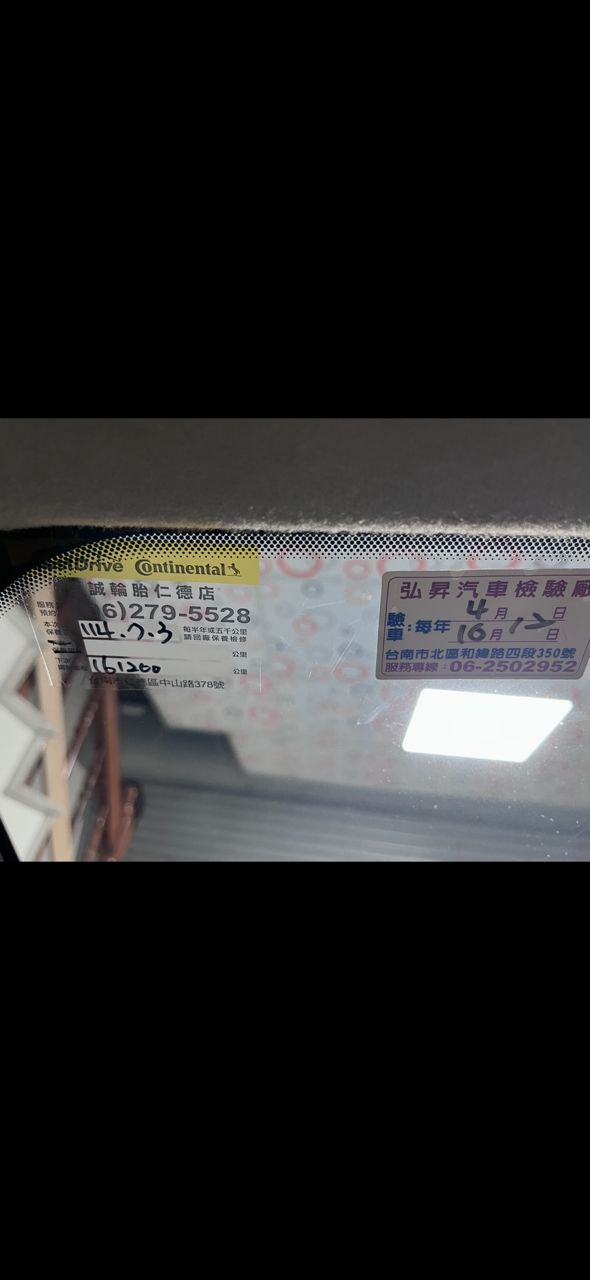 Drive Continental
誠輪胎仁德店
6)279-5528
114.7.3
每半年或五千公里
請回廠保養檢修
公里
161200 公里
中山路378號
弘昇汽車檢驗廠
驗車:每年 4月 12日
月 日
台南市北區和緯路四段350號
服務專線:06-2502952